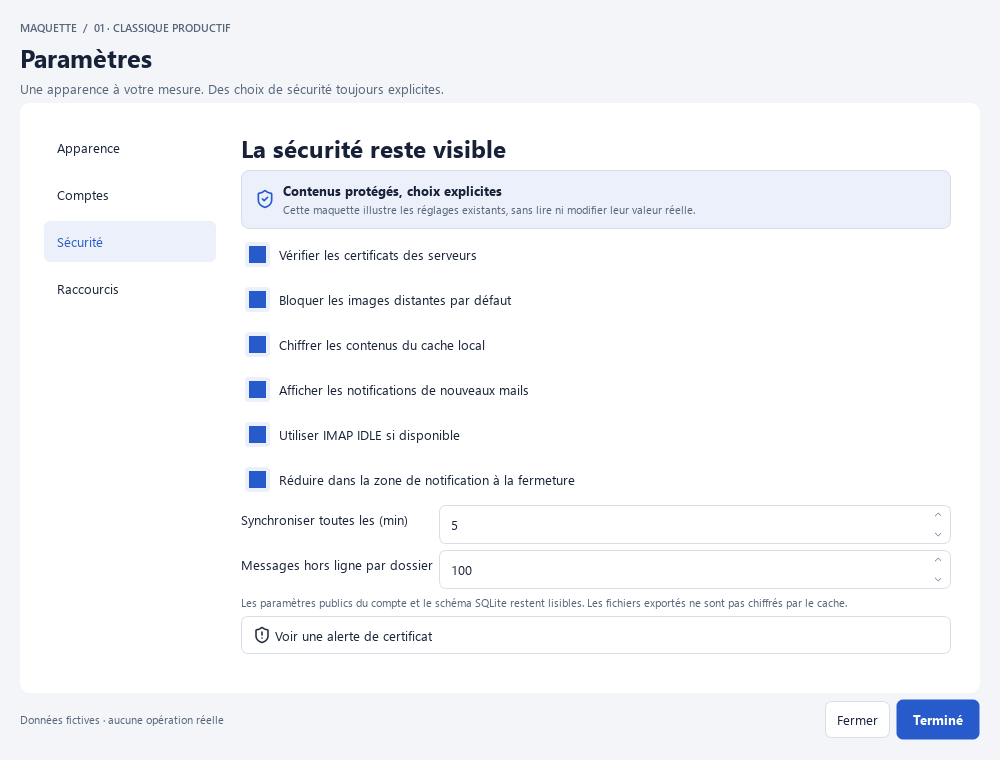 MAQUETTE / 01 · CLASSIQUE PRODUCTIF
Paramètres
Une apparence à votre mesure. Des choix de sécurité toujours explicites.
Apparence
Comptes
Sécurité
Raccourcis
La sécurité reste visible
Contenus protégés, choix explicites
Cette maquette illustre les réglages existants, sans lire ni modifier leur valeur réelle.
Vérifier les certificats des serveurs
Bloquer les images distantes par défaut
Chiffrer les contenus du cache local
Afficher les notifications de nouveaux mails
Utiliser IMAP IDLE si disponible
Réduire dans la zone de notification à la fermeture
Synchroniser toutes les (min)
5
Messages hors ligne par dossier
100
Les paramètres publics du compte et le schéma SQLite restent lisibles. Les fichiers exportés ne sont pas chiffrés par le cache.
Voir une alerte de certificat
Données fictives · aucune opération réelle
Fermer
Terminé